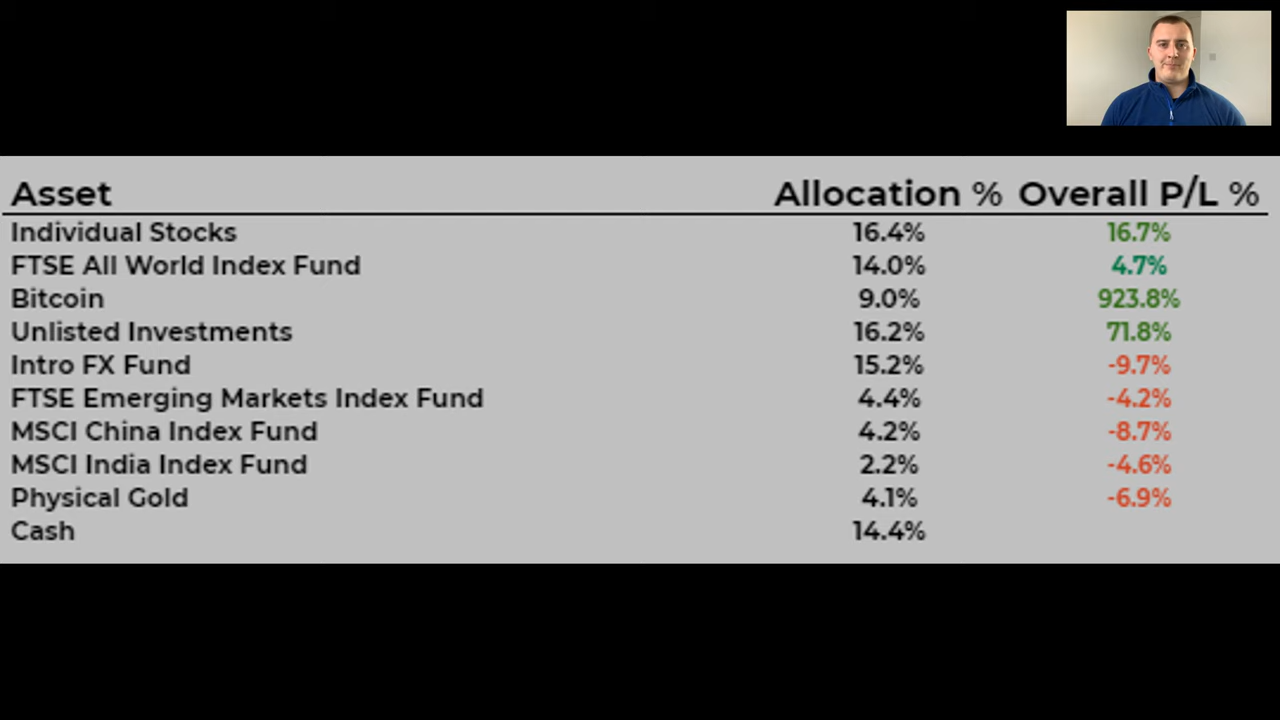 Asset Allocation % Overall P/L %
Individual Stocks 16.4% 16.7%
FTSE All World Index Fund 14.0% 4.7%
Bitcoin 9.0% 923.8%
Unlisted Investments 16.2% 71.8%
Intro FX Fund 15.2% -9.7%
FTSE Emerging Markets Index Fund 4.4% -4.2%
MSCI China Index Fund 4.2% -8.7%
MSCI India Index Fund 2.2% -4.6%
Physical Gold 4.1% -6.9%
Cash 14.4%